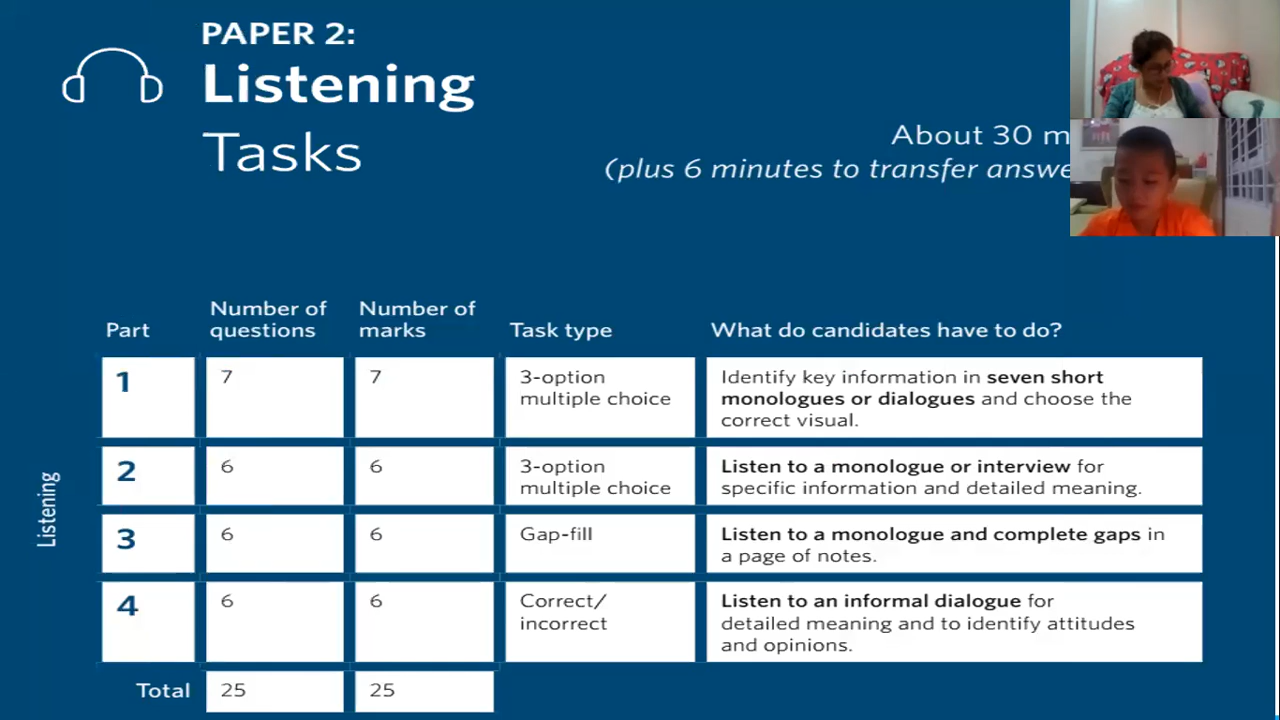 PAPER 2:
Listening
Tasks
About 30 m
(plus 6 minutes to transfer answe
Part
Number of
questions
Number of
marks
Task type
What do candidates have to do?
1
7
7
3-option
multiple choice
Identify key information in seven short
monologues or dialogues and choose the
correct visual.
2
6
6
3-option
multiple choice
Listen to a monologue or interview for
specific information and detailed meaning.
3
6
6
Gap-fill
Listen to a monologue and complete gaps in
a page of notes.
4
6
6
Correct/
incorrect
Listen to an informal dialogue for
detailed meaning and to identify attitudes
and opinions.
Total
25
25
Listening